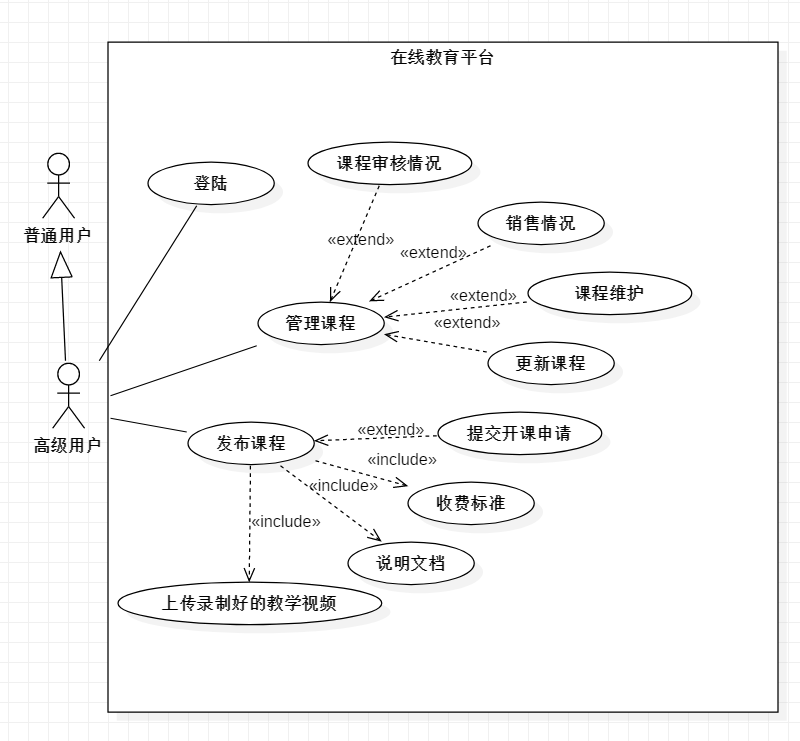 在线教育平台
课程审核情况
登陆
普通用户
销售情况
«extend»
«extend»
课程维护
«extend»
管理课程
«extend»
更新课程
高级用户
发布课程
«extend»
提交开课申请
«include»
«include»
收费标准
«include»
说明文档
上传录制好的教学视频